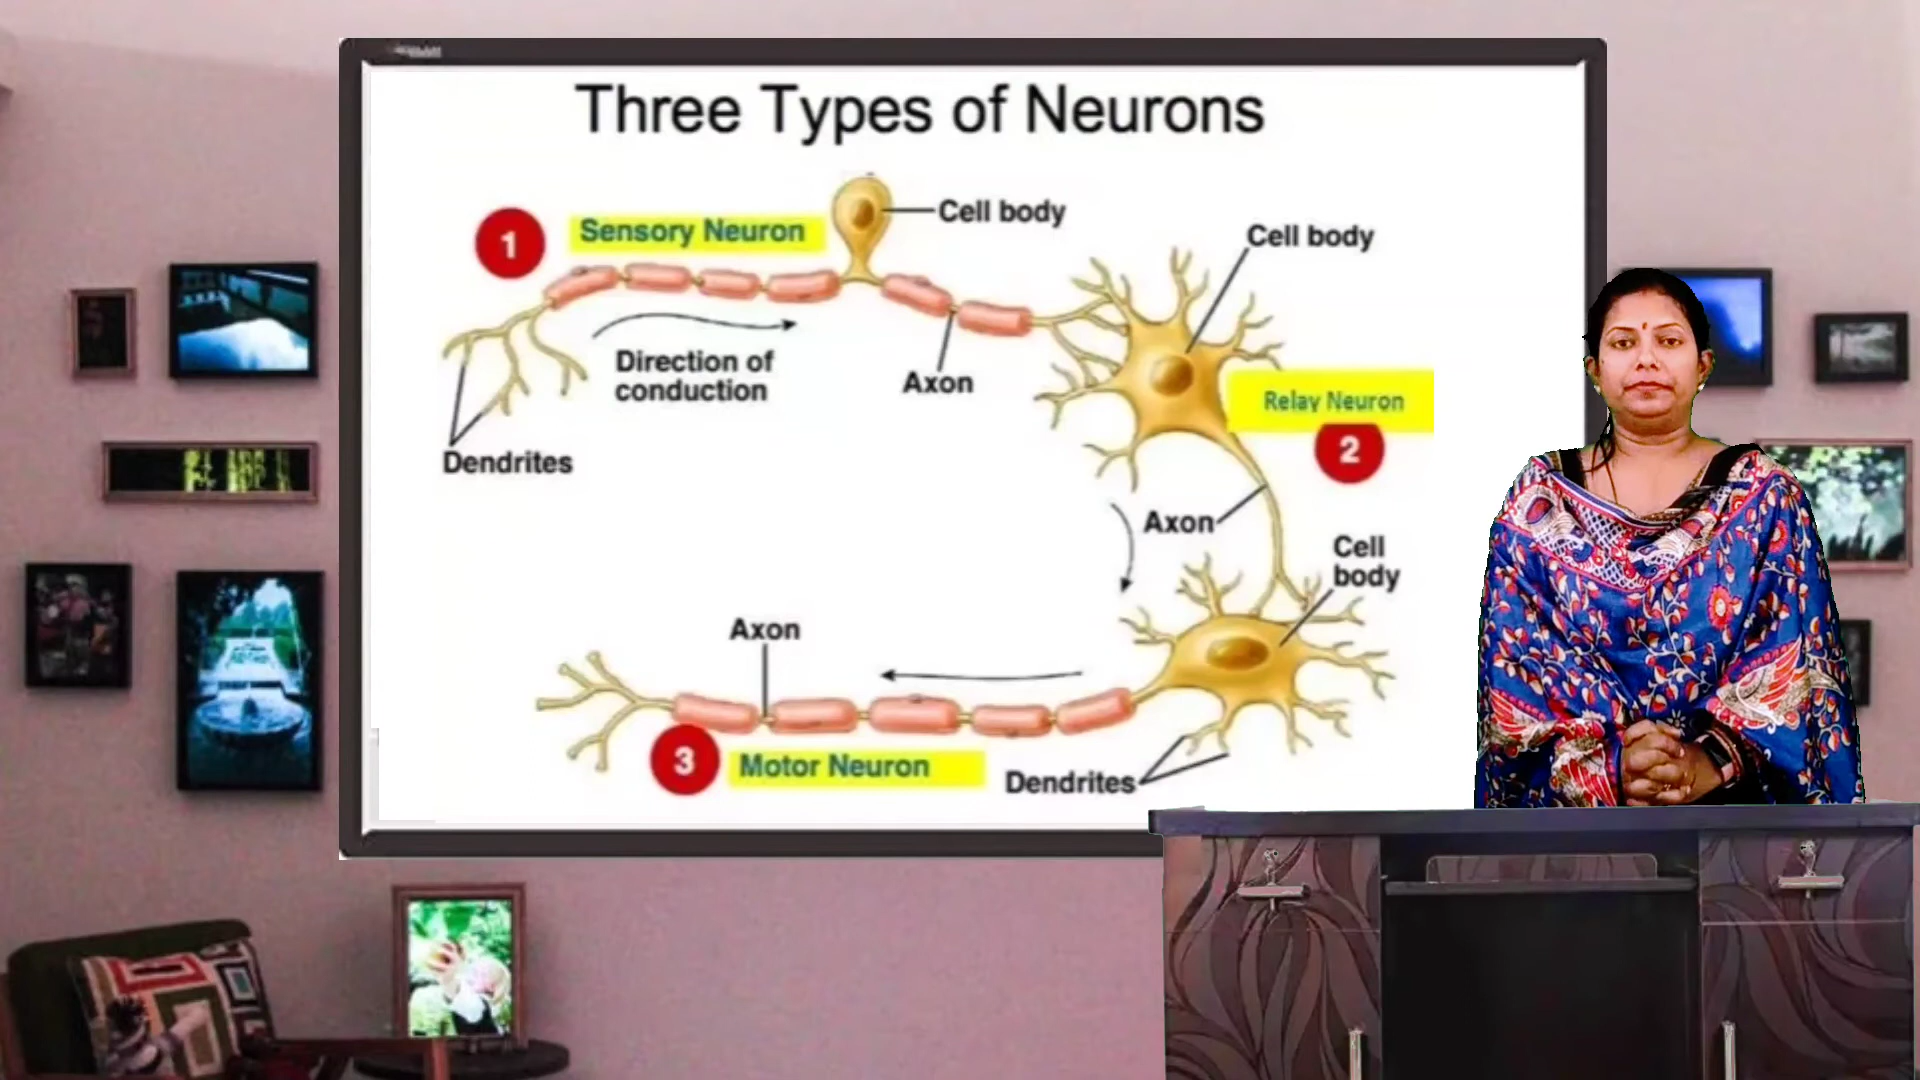 Three Types of Neurons
1
Sensory Neuron
Cell body
Cell body
Direction of
conduction
Axon
Dendrites
Relay Neuron
2
Axon
Cell
body
Axon
3
Motor Neuron
Dendrites